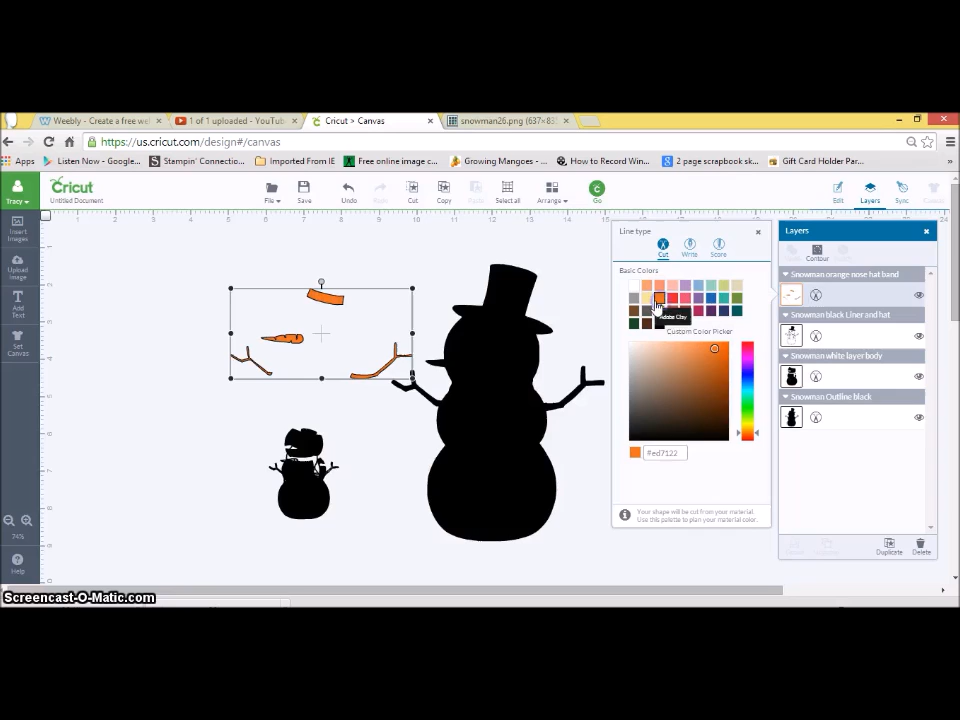 Weebly - Create a free we
1 of 1 uploaded - YouTub
Cricut > Canvas
snowman26.png (637×83
https://us.cricut.com/design#/canvas
Apps
Listen Now - Google...
Stampin' Connectio...
Imported From IE
Free online image c...
Growing Mangoes - ...
How to Record Win...
2 page scrapbook sk...
Gift Card Holder Par...
Tracy
Cricut
Untitled Document
File
Save
Undo
Cut
Copy
Select all
Arrange
Go
Edit
Layers
Sync
Insert Images
Upload Image
Add Text
Set Canvas
74%
Help
Line type
Cut
Write
Score
Basic Colors
Adobe Clay
Custom Color Picker
#ed7122
Your shape will be cut from your material.
Use this palette to plan your material color.
Layers
Contour
Snowman orange nose hat band
Snowman black Liner and hat
Snowman white layer body
Snowman Outline black
Duplicate
Delete
Screencast-O-Matic.com